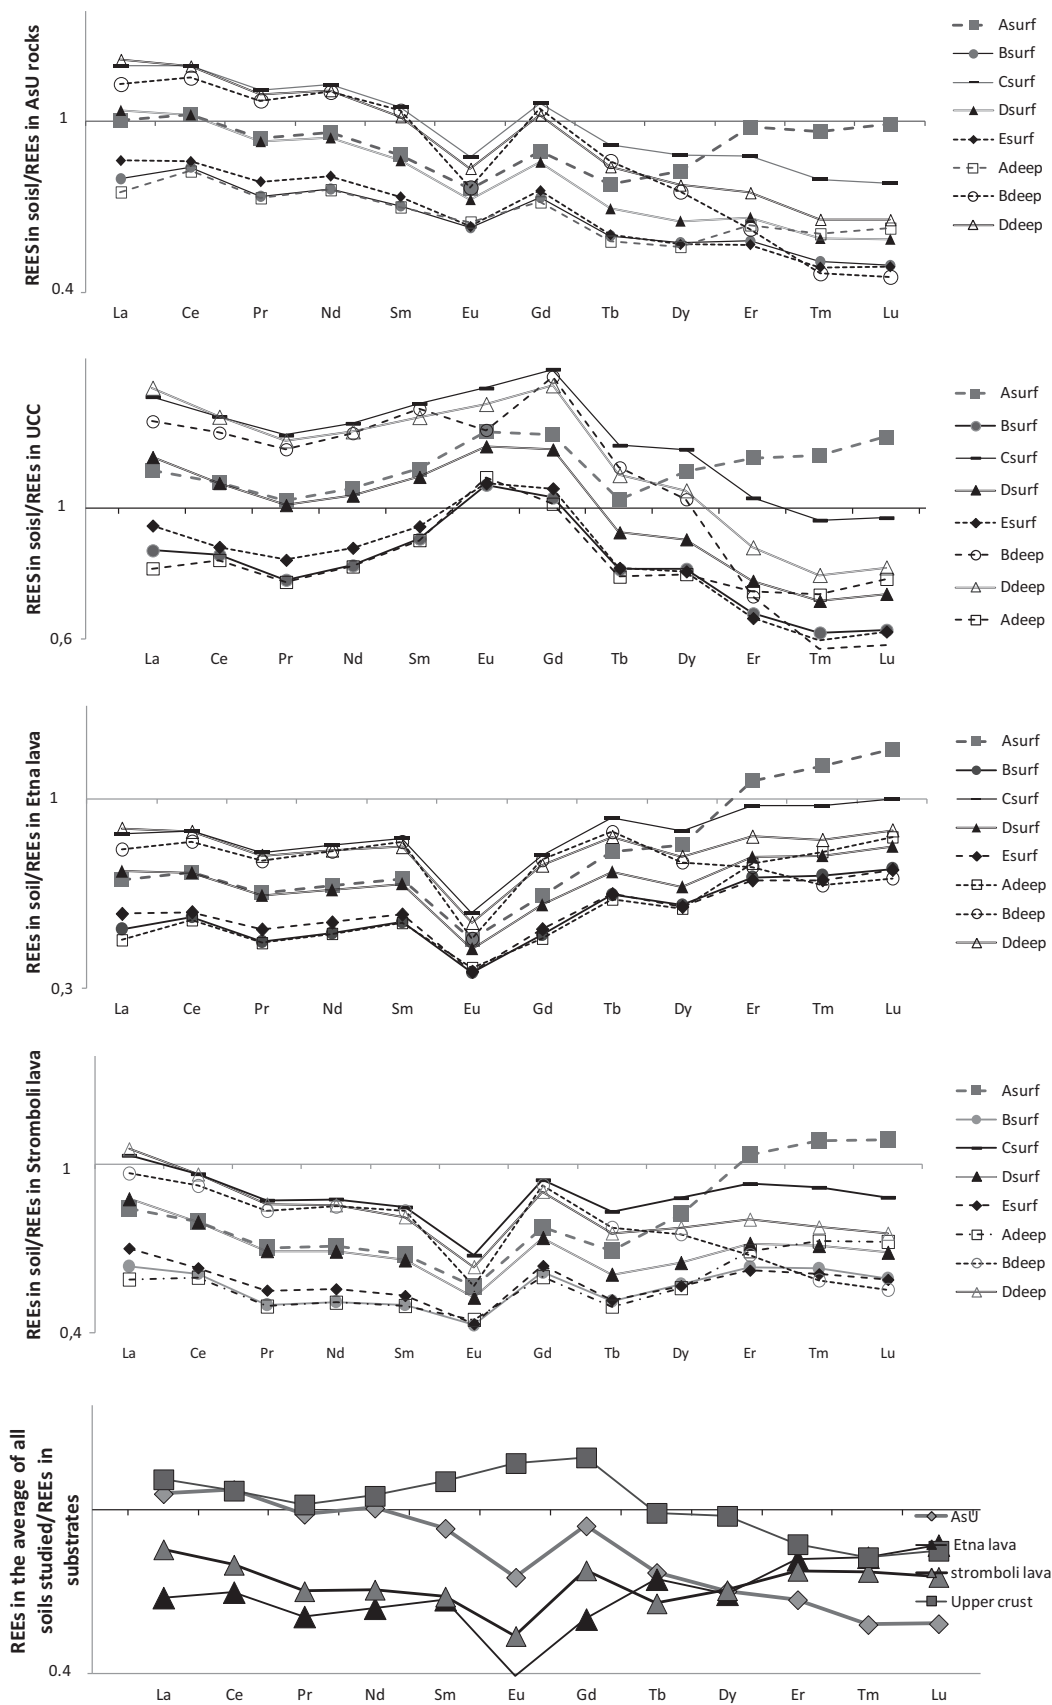 REES in soisl/REEs in AsU rocks
1
0.4
La Ce Pr Nd Sm Eu Gd Tb Dy Er Tm Lu
Asurf
Bsurf
Csurf
Dsurf
Esurf
Adeep
Bdeep
Ddeep
REES in soisl/REEs in UCC
1
0,6
La Ce Pr Nd Sm Eu Gd Tb Dy Er Tm Lu
Asurf
Bsurf
Csurf
Dsurf
Esurf
Bdeep
Ddeep
Adeep
REEs in soil/REEs in Etna lava
1
0,3
La Ce Pr Nd Sm Eu Gd Tb Dy Er Tm Lu
Asurf
Bsurf
Csurf
Dsurf
Esurf
Adeep
Bdeep
Ddeep
REEs in soil/REEs in Stromboli lava
1
0,4
La Ce Pr Nd Sm Eu Gd Tb Dy Er Tm Lu
Asurf
Bsurf
Csurf
Dsurf
Esurf
Adeep
Bdeep
Ddeep
REEs in the average of all
soils studied/REEs in
substrates
0.4
La Ce Pr Nd Sm Eu Gd Tb Dy Er Tm Lu
AsU
Etna lava
stromboli lava
Upper crust